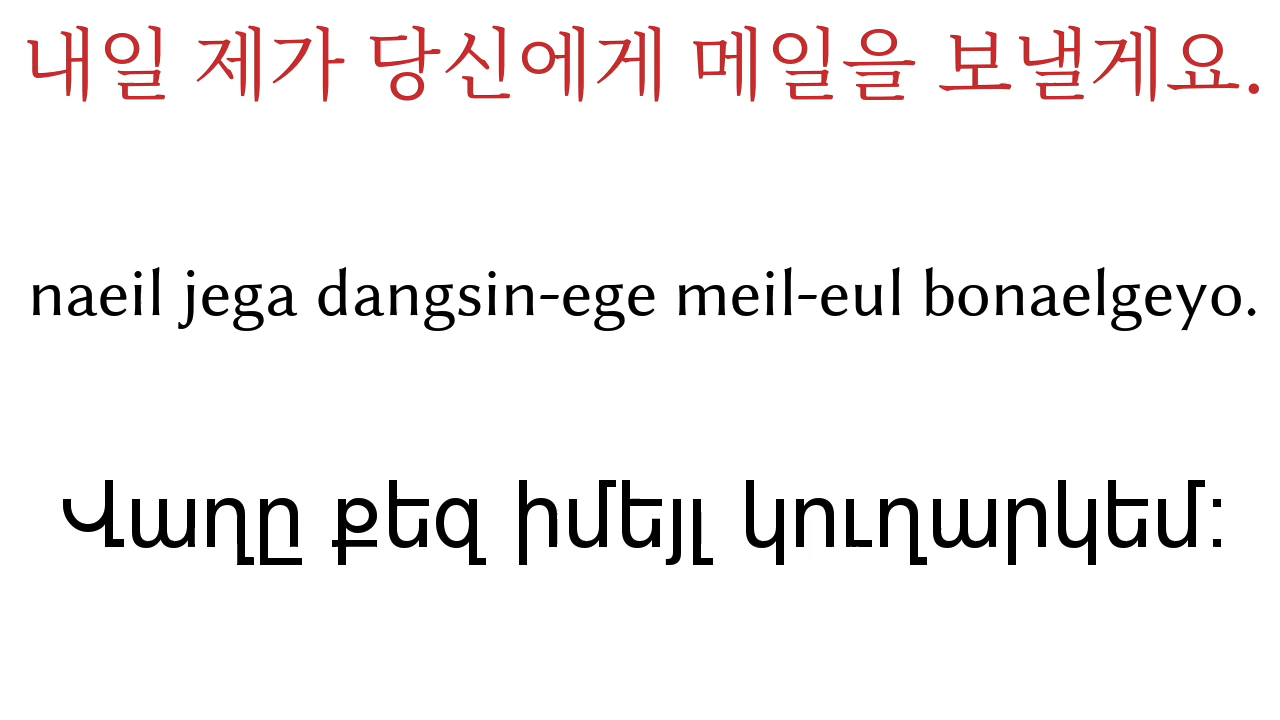 내일 제가 당신에게 메일을 보낼게요.
naeil jega dangsin-ege meil-eul bonaelgeyo.
Վաղը քեզ իմեյլ կուղարկեմ: